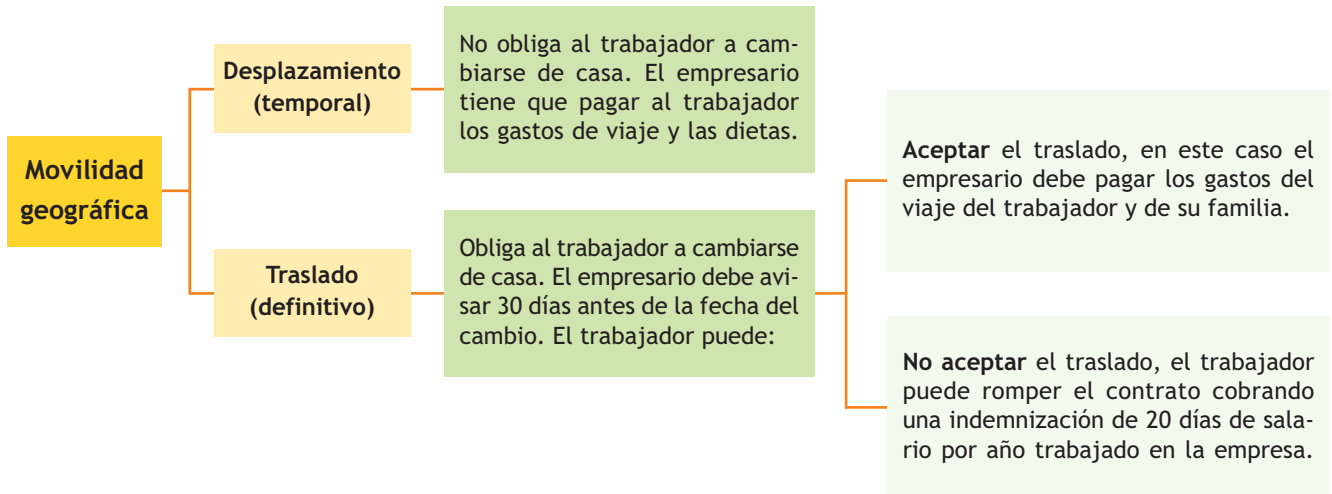 Movilidad
geográfica
Desplazamiento
(temporal)
No obliga al trabajador a cam-
biarse de casa. El empresario
tiene que pagar al trabajador
los gastos de viaje y las dietas.
Traslado
(definitivo)
Obliga al trabajador a cambiarse
de casa. El empresario debe avi-
sar 30 días antes de la fecha del
cambio. El trabajador puede:
Aceptar el traslado, en este caso el
empresario debe pagar los gastos del
viaje del trabajador y de su familia.
No aceptar el traslado, el trabajador
puede romper el contrato cobrando
una indemnización de 20 días de sala-
rio por año trabajado en la empresa.